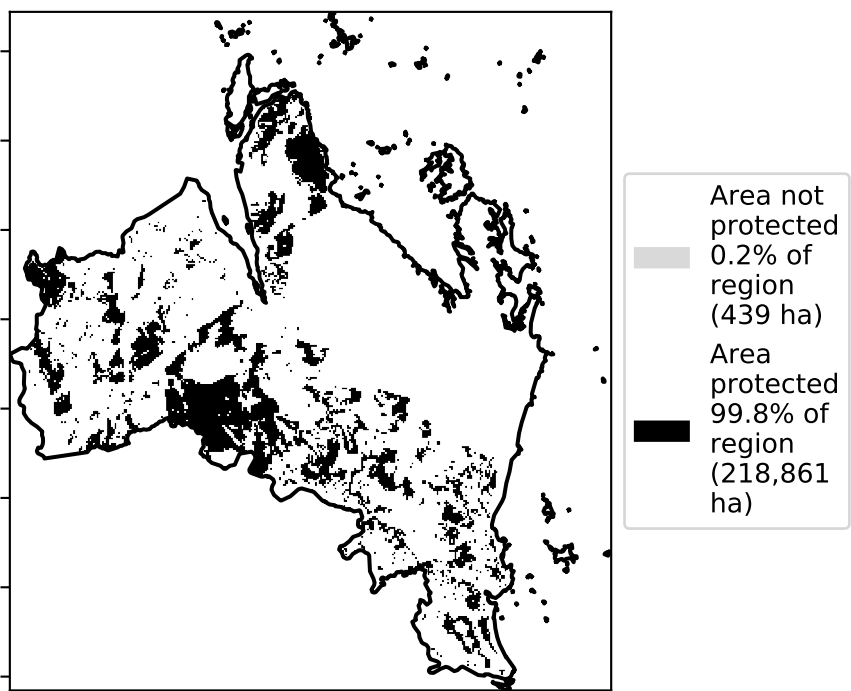 Area not
protected
0.2% of
region
(439 ha)
Area
protected
99.8% of
region
(218,861
ha)